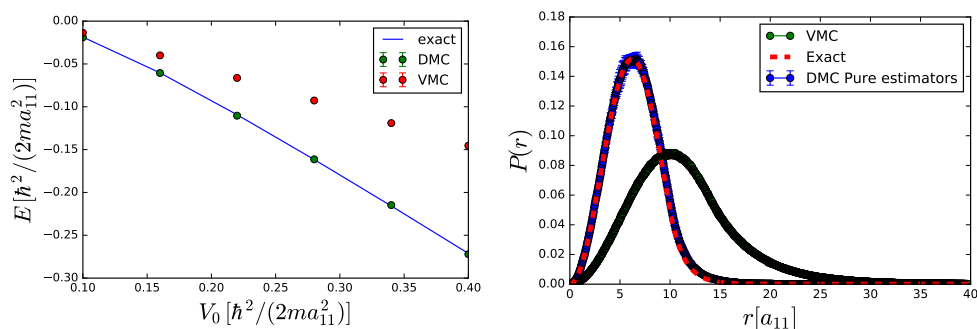 0.00
−0.05
−0.10
−0.15
−0.20
−0.25
−0.30
E [ħ²/(2ma₁₁²)]
exact
DMC
VMC
0.10 0.15 0.20 0.25 0.30 0.35 0.40
V₀ [ħ²/(2ma₁₁²)]
0.18
0.16
0.14
0.12
0.10
0.08
0.06
0.04
0.02
0.00
P(r)
VMC
Exact
DMC Pure estimators
0 5 10 15 20 25 30 35 40
r[a₁₁]